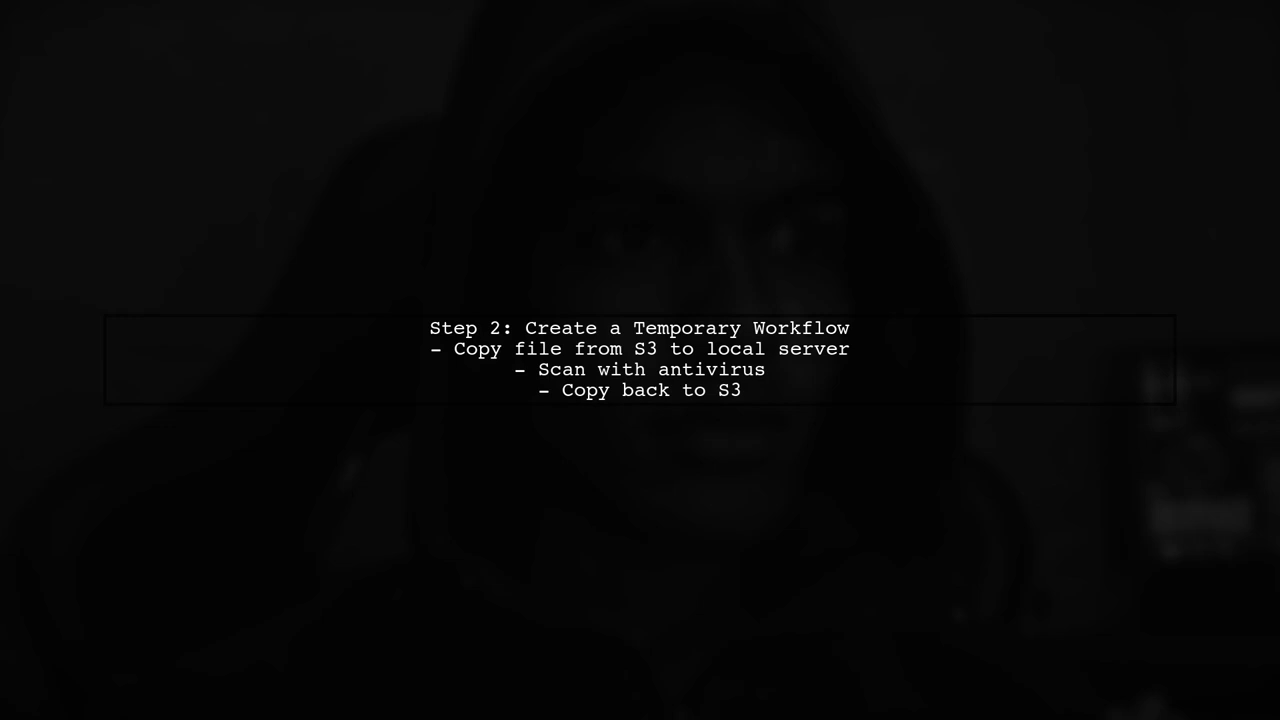 Step 2: Create a Temporary Workflow
- Copy file from S3 to local server
- Scan with antivirus
- Copy back to S3